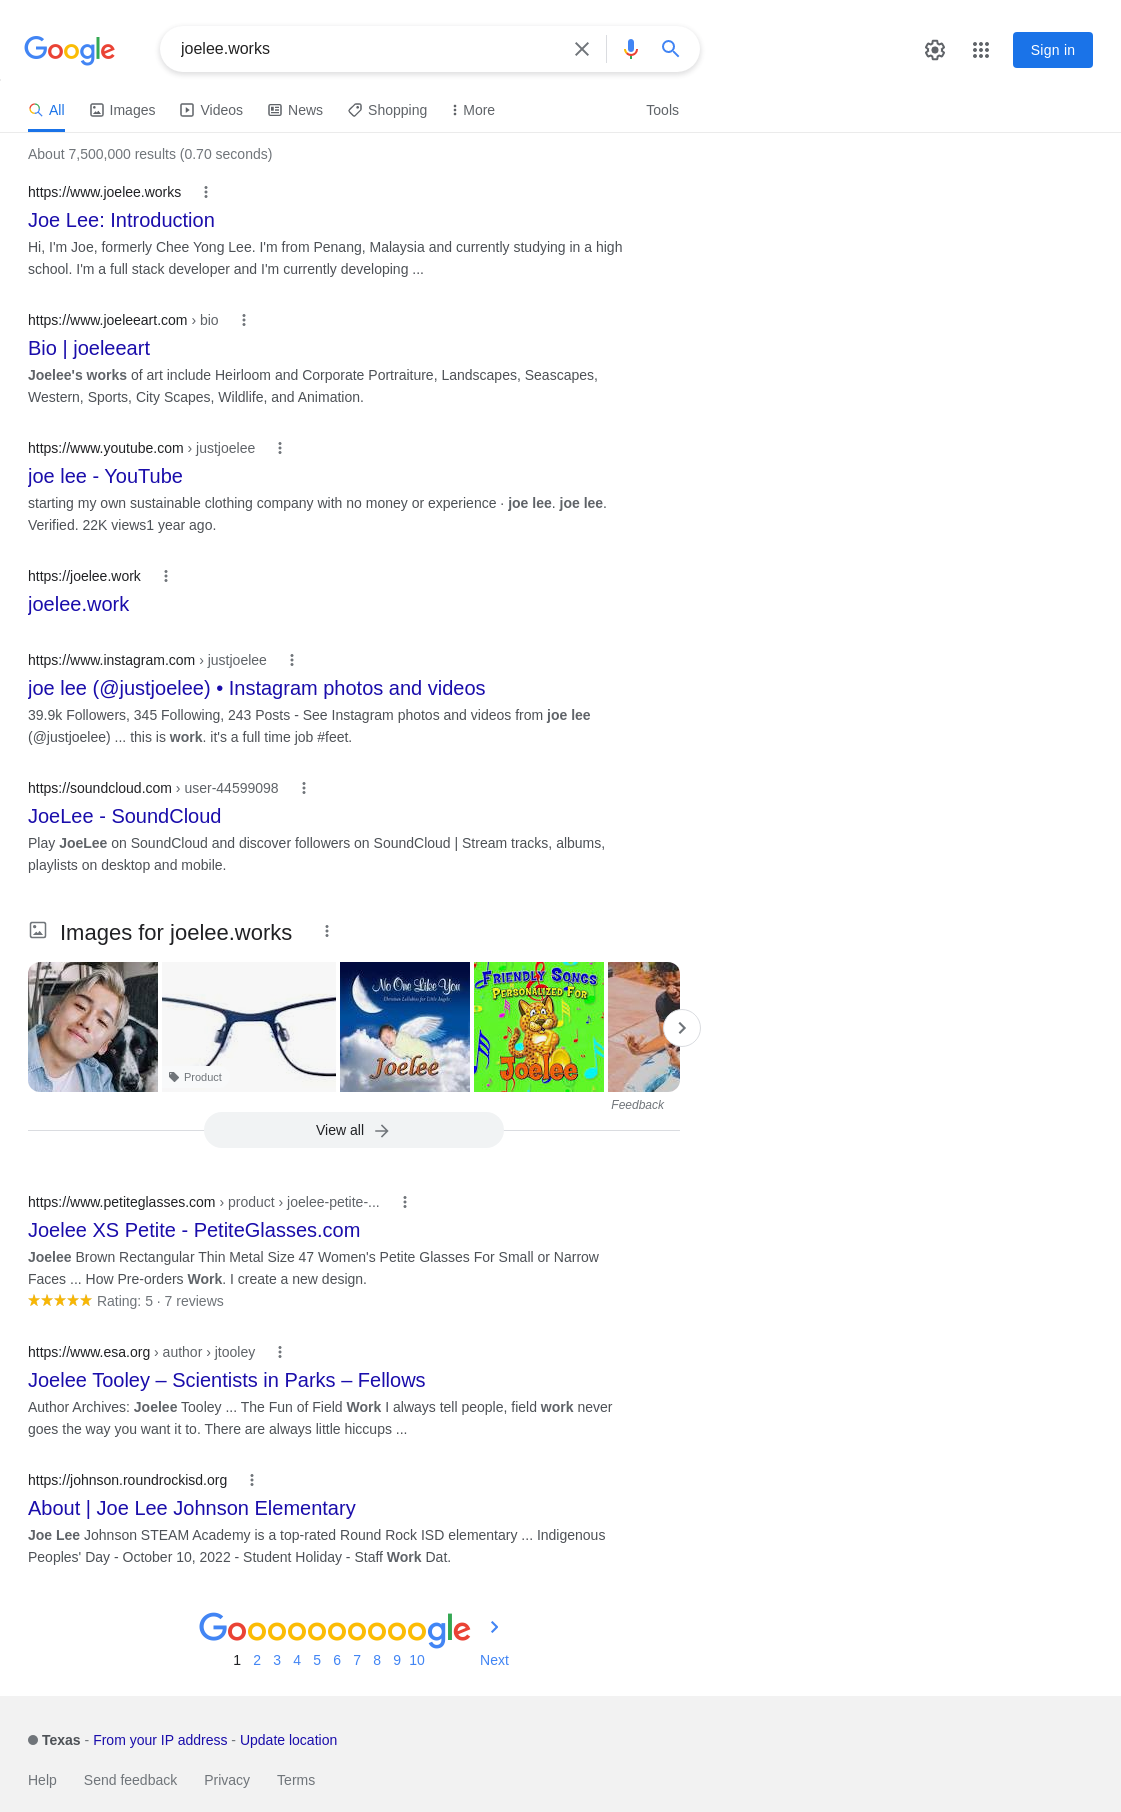 Google
joelee.works
Sign in
All
Images
Videos
News
Shopping
More
Tools
About 7,500,000 results (0.70 seconds)
https://www.joelee.works
Joe Lee: Introduction
Hi, I'm Joe, formerly Chee Yong Lee. I'm from Penang, Malaysia and currently studying in a high
school. I'm a full stack developer and I'm currently developing ...
https://www.joeleeart.com › bio
Bio | joeleeart
Joelee's works of art include Heirloom and Corporate Portraiture, Landscapes, Seascapes,
Western, Sports, City Scapes, Wildlife, and Animation.
https://www.youtube.com › justjoelee
joe lee - YouTube
starting my own sustainable clothing company with no money or experience · joe lee. joe lee.
Verified. 22K views1 year ago.
https://joelee.work
joelee.work
https://www.instagram.com › justjoelee
joe lee (@justjoelee) • Instagram photos and videos
39.9k Followers, 345 Following, 243 Posts - See Instagram photos and videos from joe lee
(@justjoelee) ... this is work. it's a full time job #feet.
https://soundcloud.com › user-44599098
JoeLee - SoundCloud
Play JoeLee on SoundCloud and discover followers on SoundCloud | Stream tracks, albums,
playlists on desktop and mobile.
Images for joelee.works
Product
No One Like You
Christian Lullabies for Little Angels
Joelee
FRIENDLY SONGS
PERSONALIZED FOR
Joelee
Feedback
View all
https://www.petiteglasses.com › product › joelee-petite-...
Joelee XS Petite - PetiteGlasses.com
Joelee Brown Rectangular Thin Metal Size 47 Women's Petite Glasses For Small or Narrow
Faces ... How Pre-orders Work. I create a new design.
Rating: 5 · 7 reviews
https://www.esa.org › author › jtooley
Joelee Tooley – Scientists in Parks – Fellows
Author Archives: Joelee Tooley ... The Fun of Field Work I always tell people, field work never
goes the way you want it to. There are always little hiccups ...
https://johnson.roundrockisd.org
About | Joe Lee Johnson Elementary
Joe Lee Johnson STEAM Academy is a top-rated Round Rock ISD elementary ... Indigenous
Peoples' Day - October 10, 2022 - Student Holiday - Staff Work Dat.
Goooooooooogle
1 2 3 4 5 6 7 8 9 10 Next
Texas - From your IP address - Update location
Help Send feedback Privacy Terms